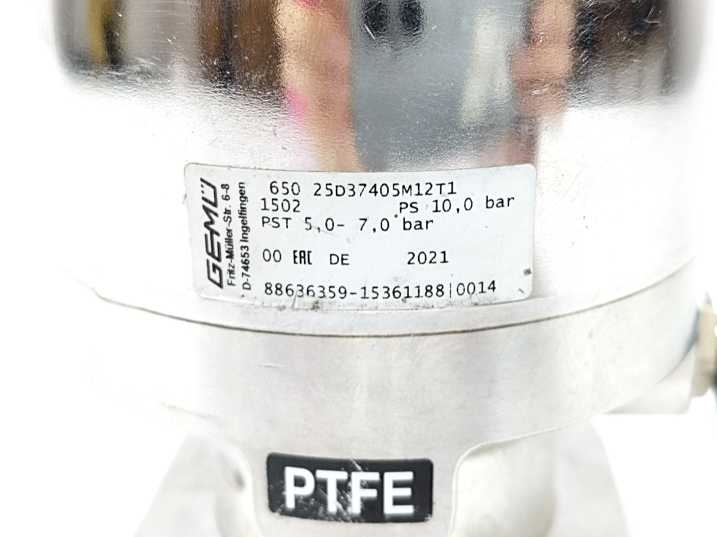 GEMÜ
Fritz-Müller-Str. 6-8
D-74653 Ingelfingen
650 25D37405M12T1
1502 PS 10,0 bar
PST 5,0- 7,0 bar
00 EAC DE 2021
88636359-15361188|0014
PTFE